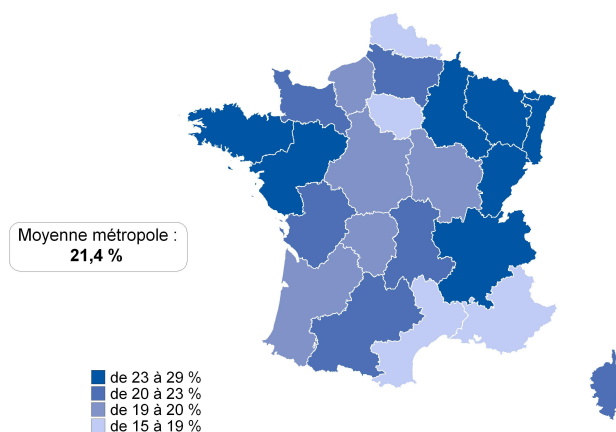 Moyenne métropole :
21,4 %
de 23 à 29 %
de 20 à 23 %
de 19 à 20 %
de 15 à 19 %